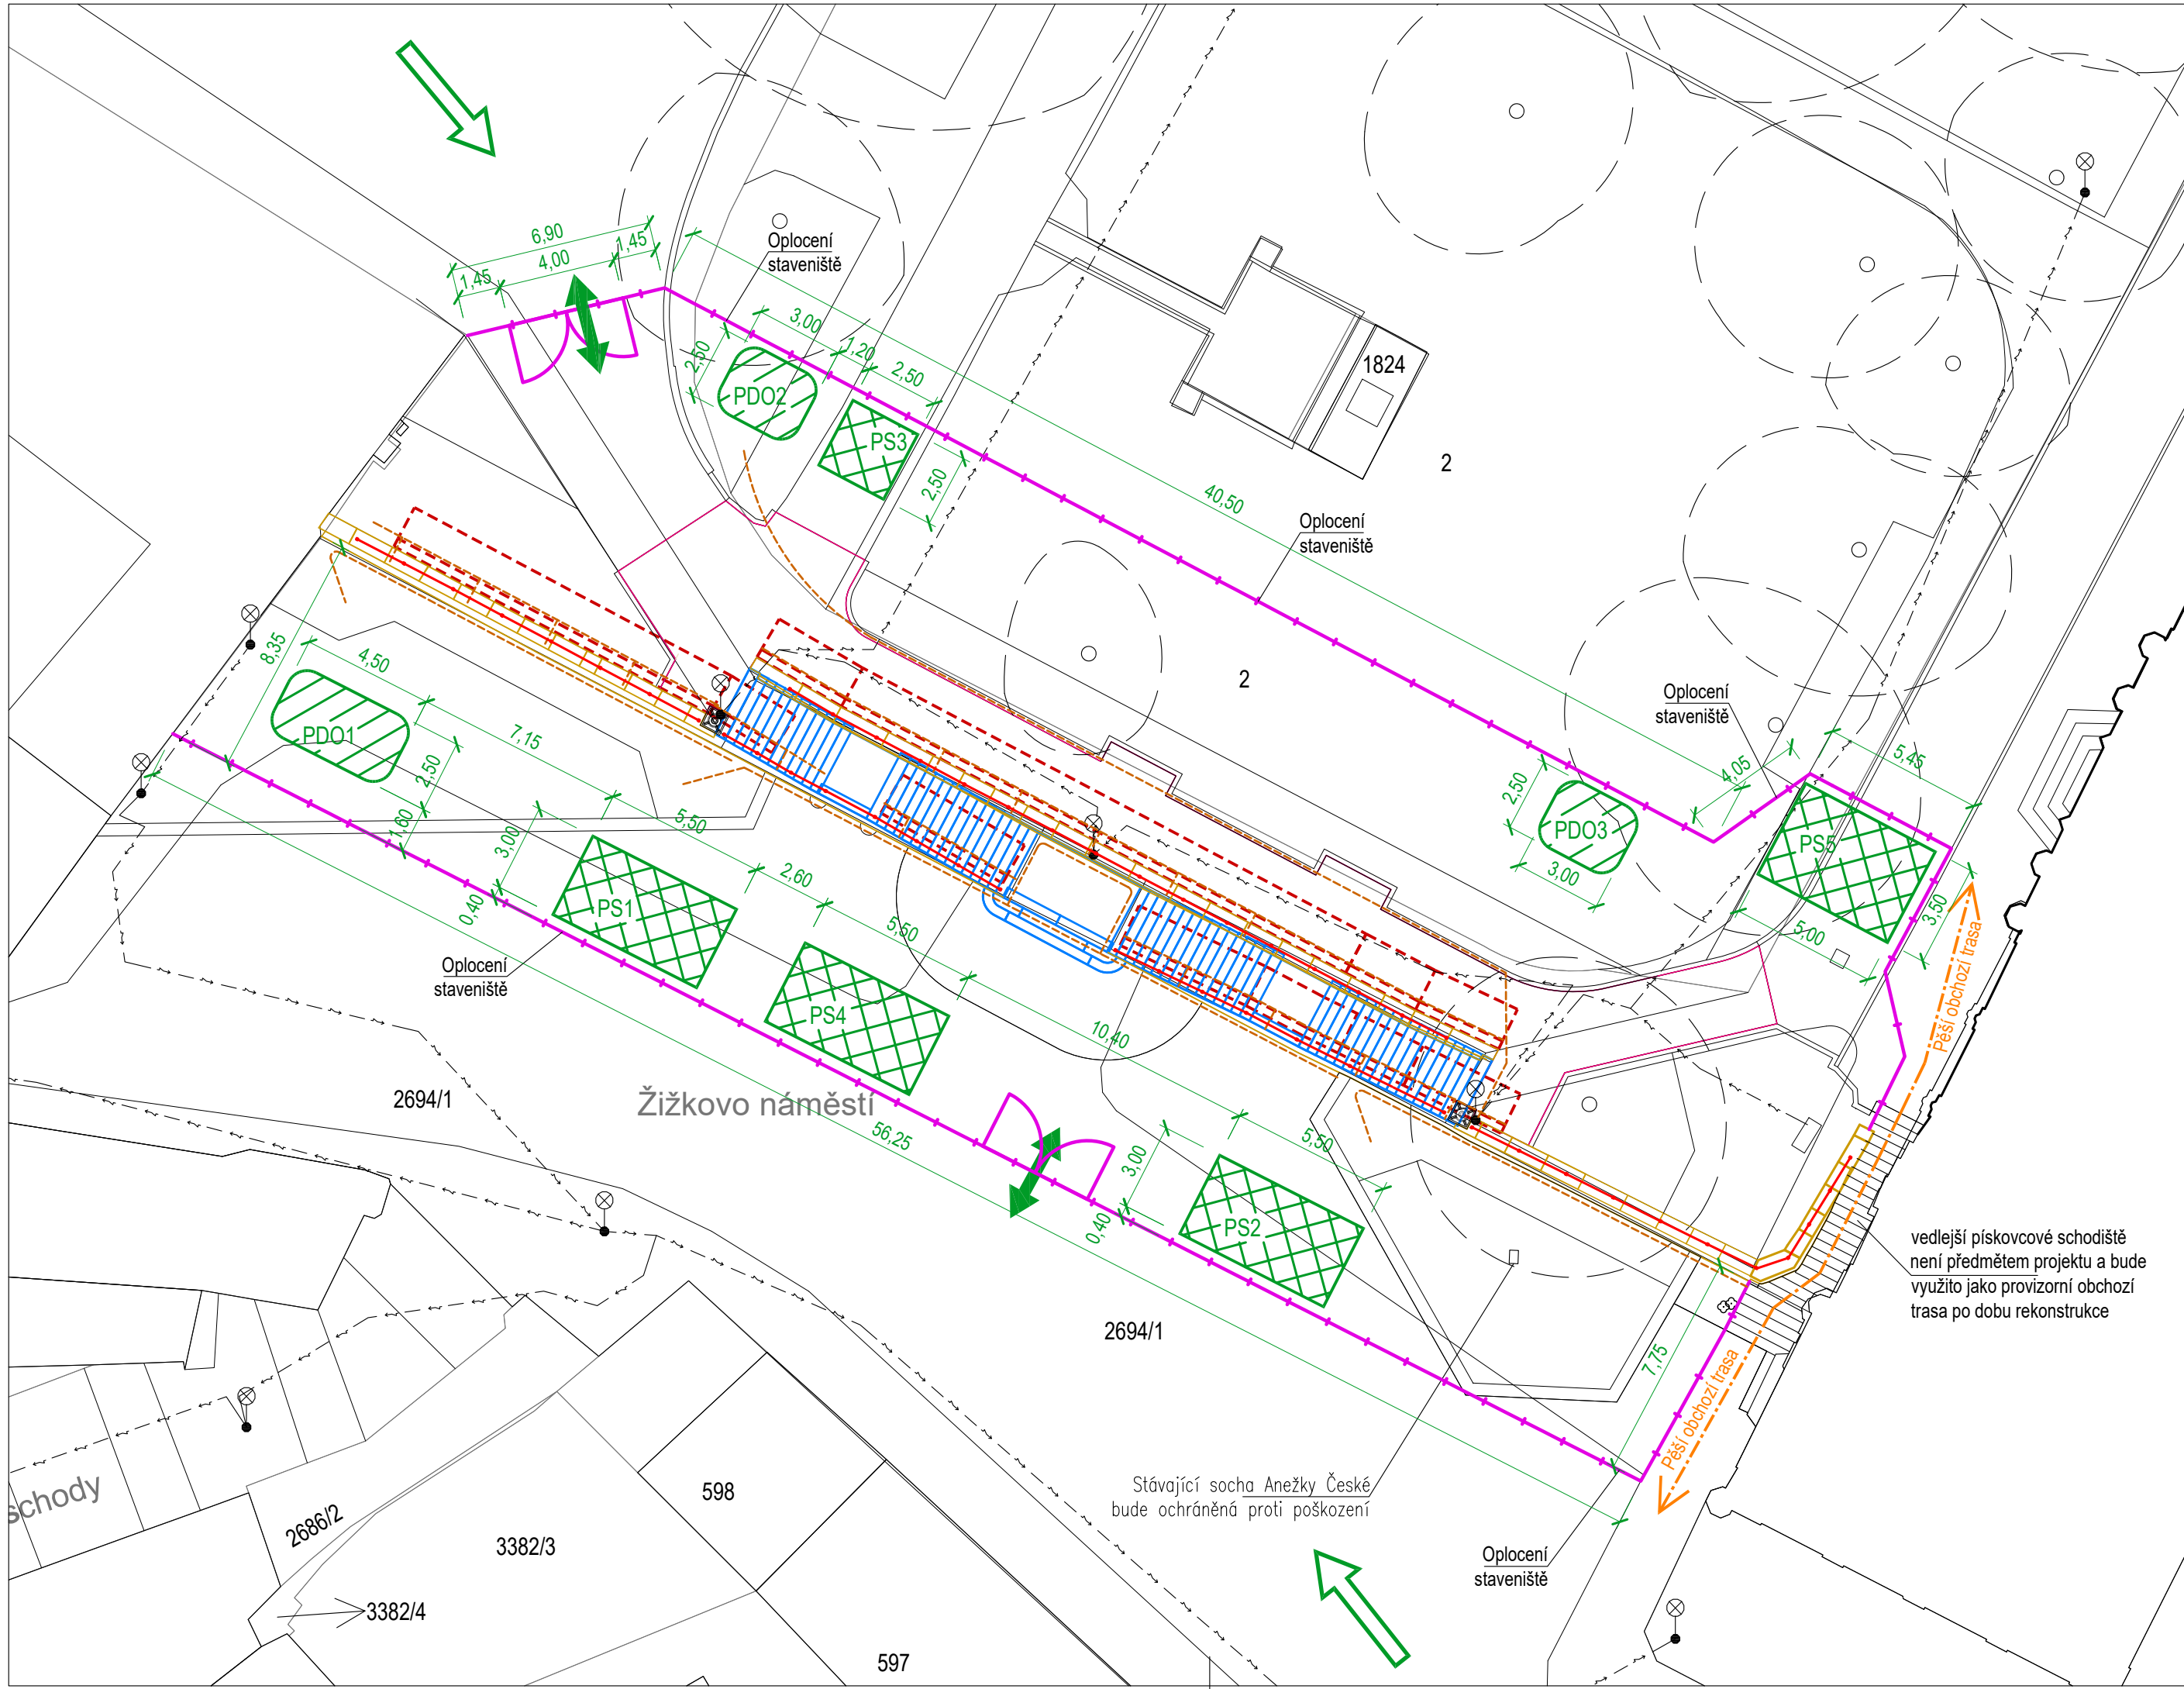 6,90
1,45
4,00
1,45
Oplocení
staveniště
3,00
2,50
1,20
2,50
PDO2
PS3
2,50
1824
2
40,50
Oplocení
staveniště
8,35
4,50
PDO1
7,15
2,50
1,60
2
Oplocení
staveniště
5,45
4,05
2,50
PDO3
3,00
PS5
5,00
3,50
3,00
5,50
0,40
PS1
2,60
Oplocení
staveniště
5,50
PS4
10,40
Pěší obchozí trasa
2694/1
Žižkovo náměstí
56,25
3,00
5,50
0,40
PS2
vedlejší pískovcové schodiště
není předmětem projektu a bude
využito jako provizorní obchozí
trasa po dobu rekonstrukce
2694/1
7,75
Pěší obchozí trasa
Stávající socha Anežky České
bude ochráněná proti poškození
schody
2686/2
598
3382/3
Oplocení
staveniště
3382/4
597